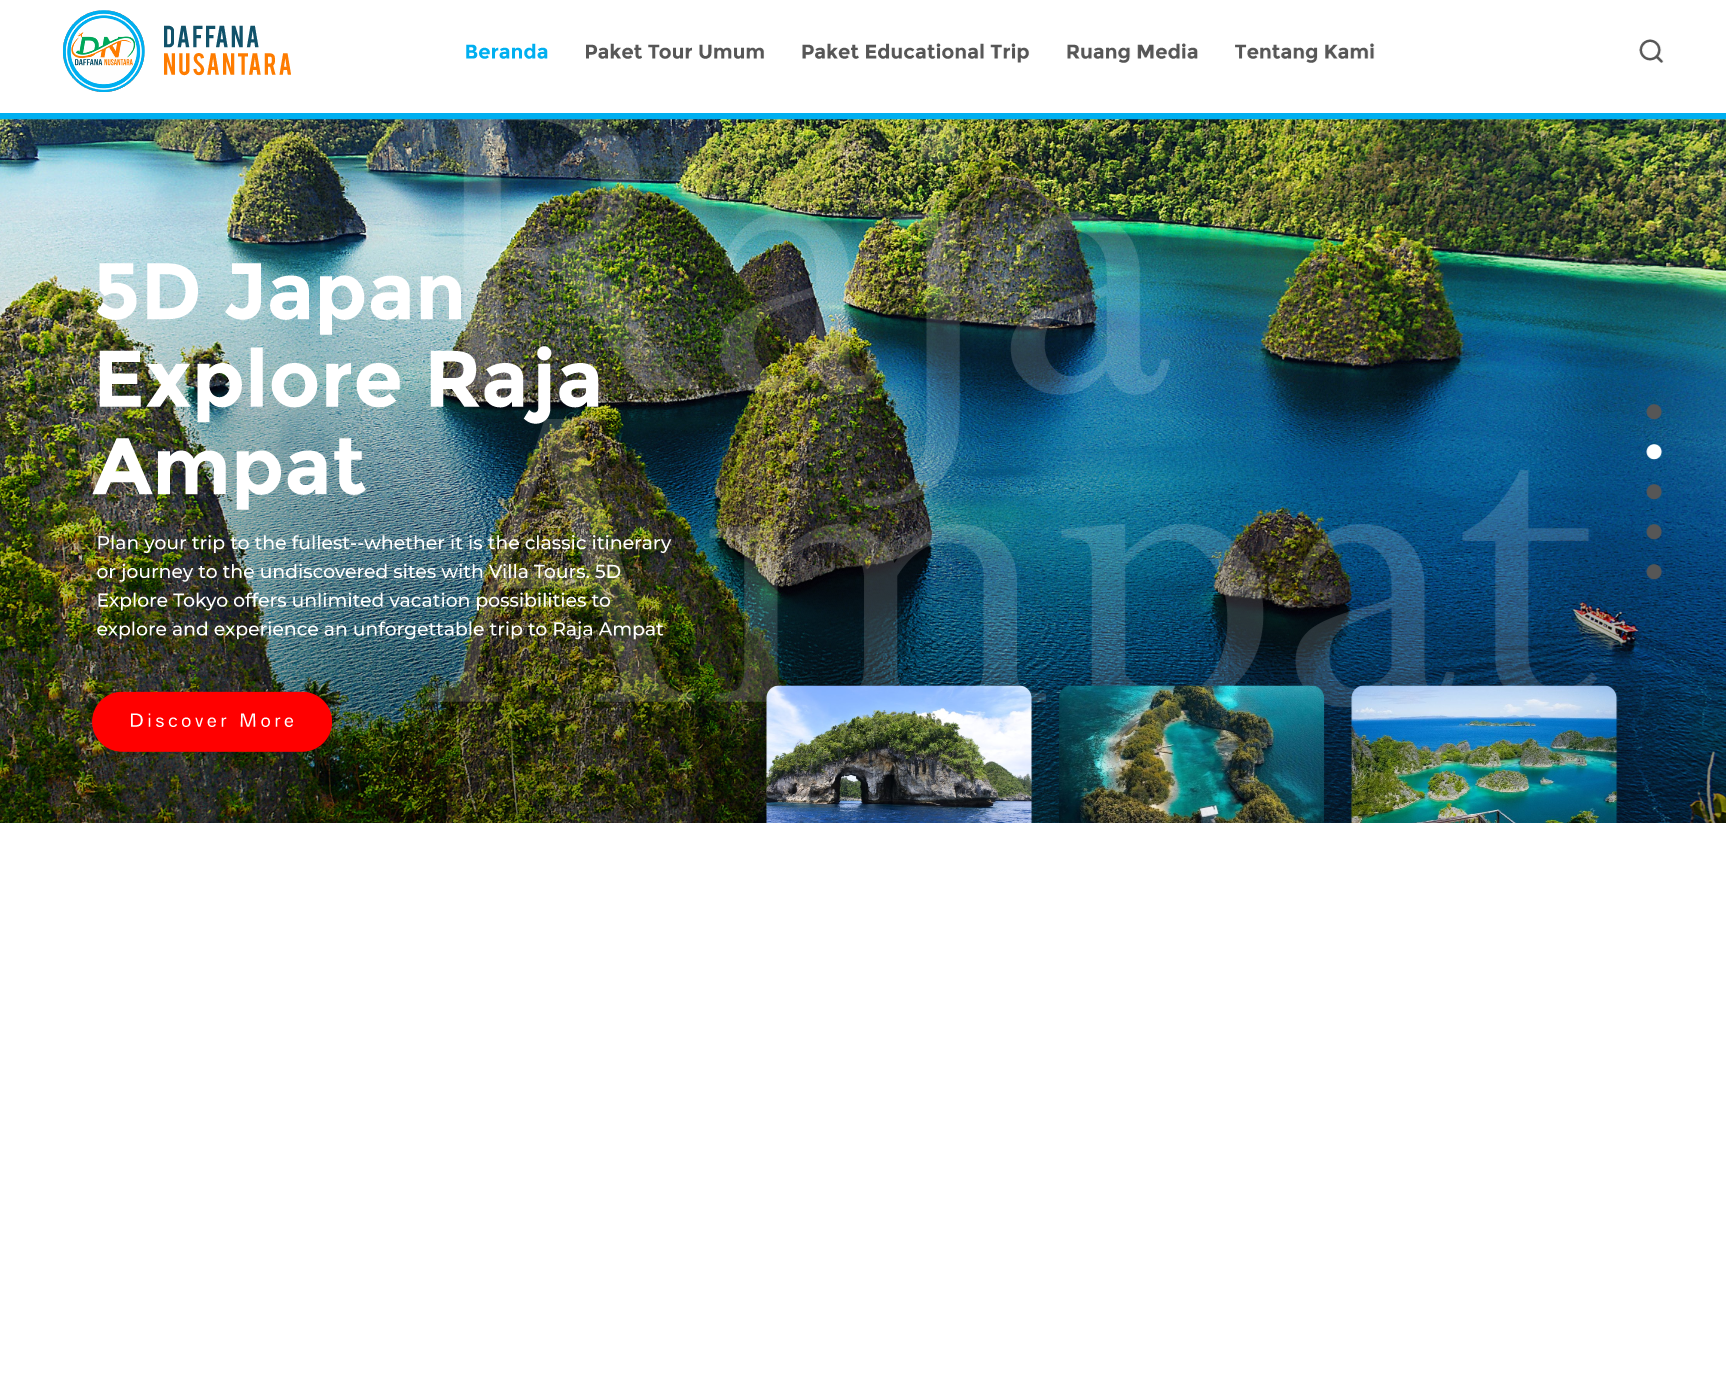 DN
DAFFANA NUSANTARA
DAFFANA
NUSANTARA
Beranda
Paket Tour Umum
Paket Educational Trip
Ruang Media
Tentang Kami
Raja
Ampat
5D Japan
Explore Raja
Ampat
Plan your trip to the fullest--whether it is the classic itinerary
or journey to the undiscovered sites with Villa Tours. 5D
Explore Tokyo offers unlimited vacation possibilities to
explore and experience an unforgettable trip to Raja Ampat
Discover More